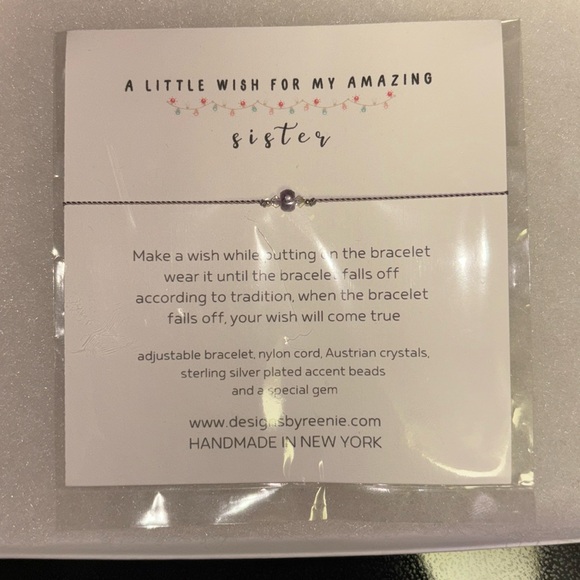 A LITTLE WISH FOR MY AMAZING
sister
Make a wish while putting on the bracelet
wear it until the bracelet falls off
according to tradition, when the bracelet
falls off, your wish will come true
adjustable bracelet, nylon cord, Austrian crystals,
sterling silver plated accent beads
and a special gem
www.designsbyreenie.com
HANDMADE IN NEW YORK